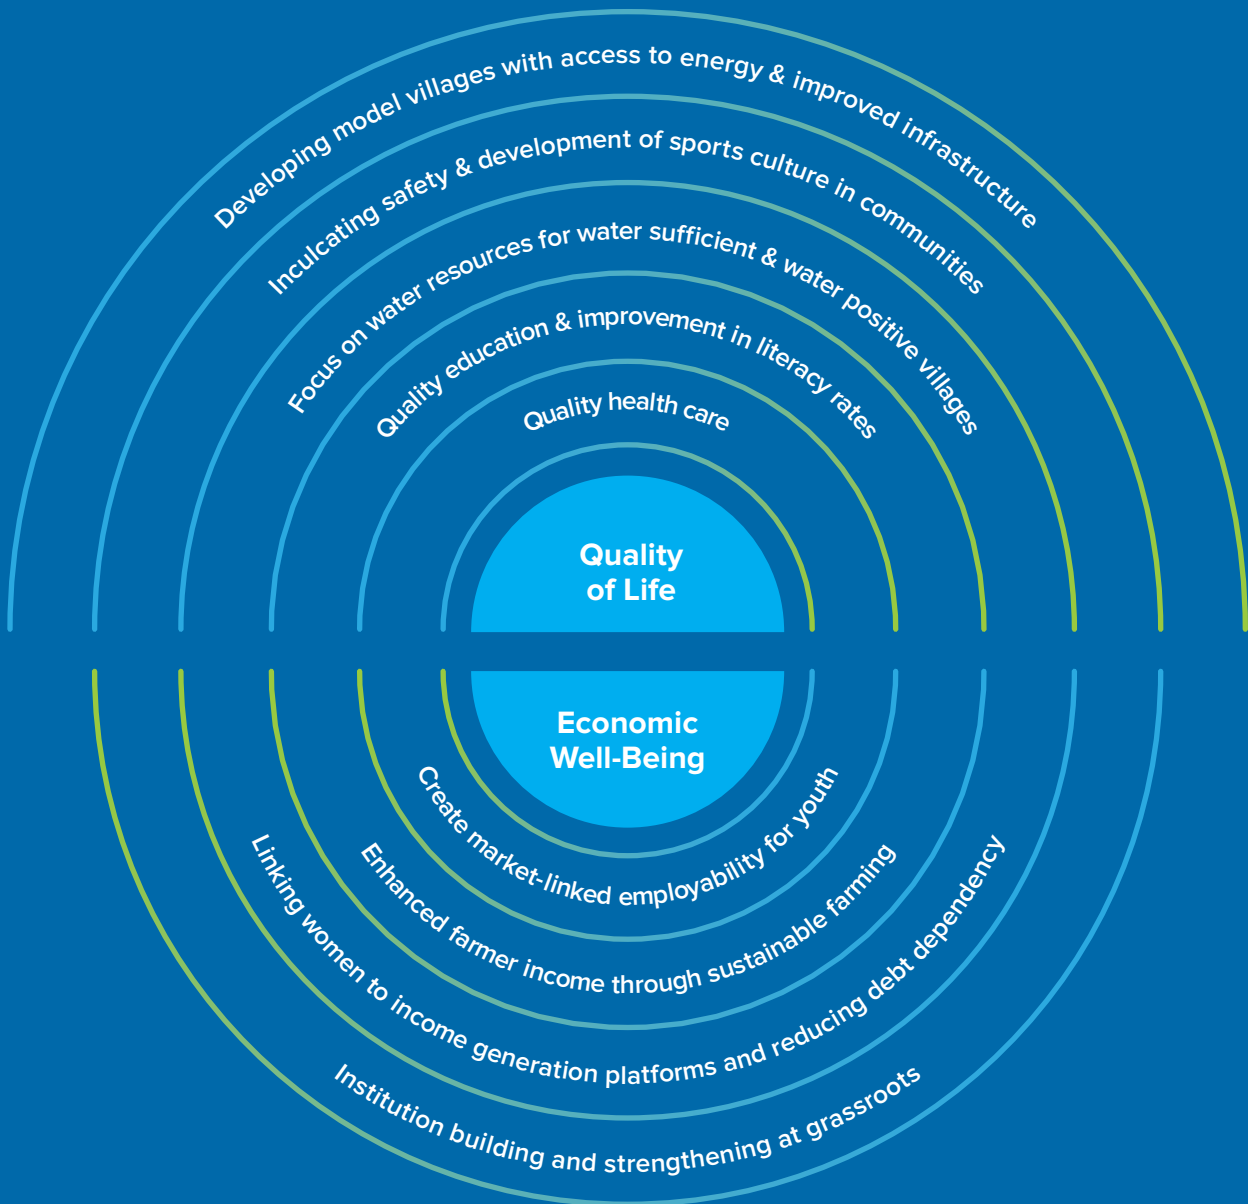 Developing model villages with access to energy & improved infrastructure
Inculcating safety & development of sports culture in communities
Focus on water resources for water sufficient & water positive villages
Quality education & improvement in literacy rates
Quality health care
Quality
of Life
Economic
Well-Being
Create market-linked employability for youth
Enhanced farmer income through sustainable farming
Linking women to income generation platforms and reducing debt dependency
Institution building and strengthening at grassroots